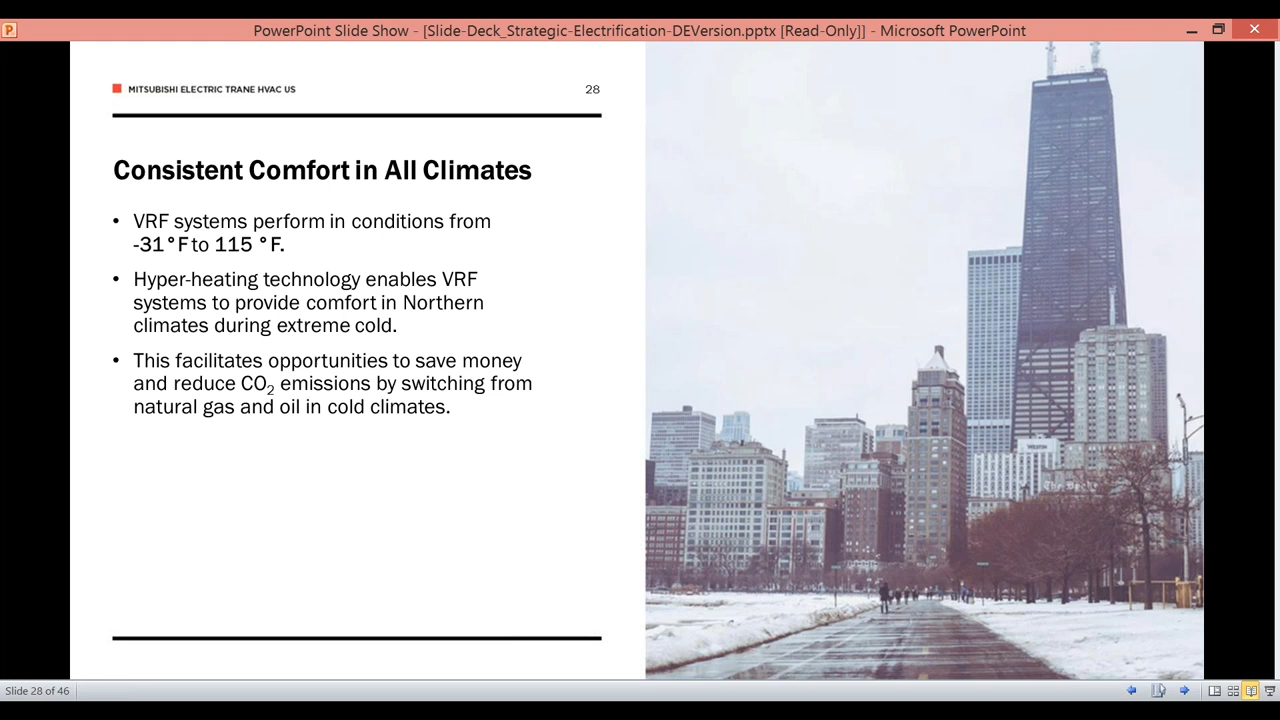 PowerPoint Slide Show - [Slide-Deck_Strategic-Electrification-DEVersion.pptx [Read-Only]] - Microsoft PowerPoint
MITSUBISHI ELECTRIC TRANE HVAC US
28
Consistent Comfort in All Climates
• VRF systems perform in conditions from
-31°F to 115 °F.
• Hyper-heating technology enables VRF
systems to provide comfort in Northern
climates during extreme cold.
• This facilitates opportunities to save money
and reduce CO₂ emissions by switching from
natural gas and oil in cold climates.
Slide 28 of 46